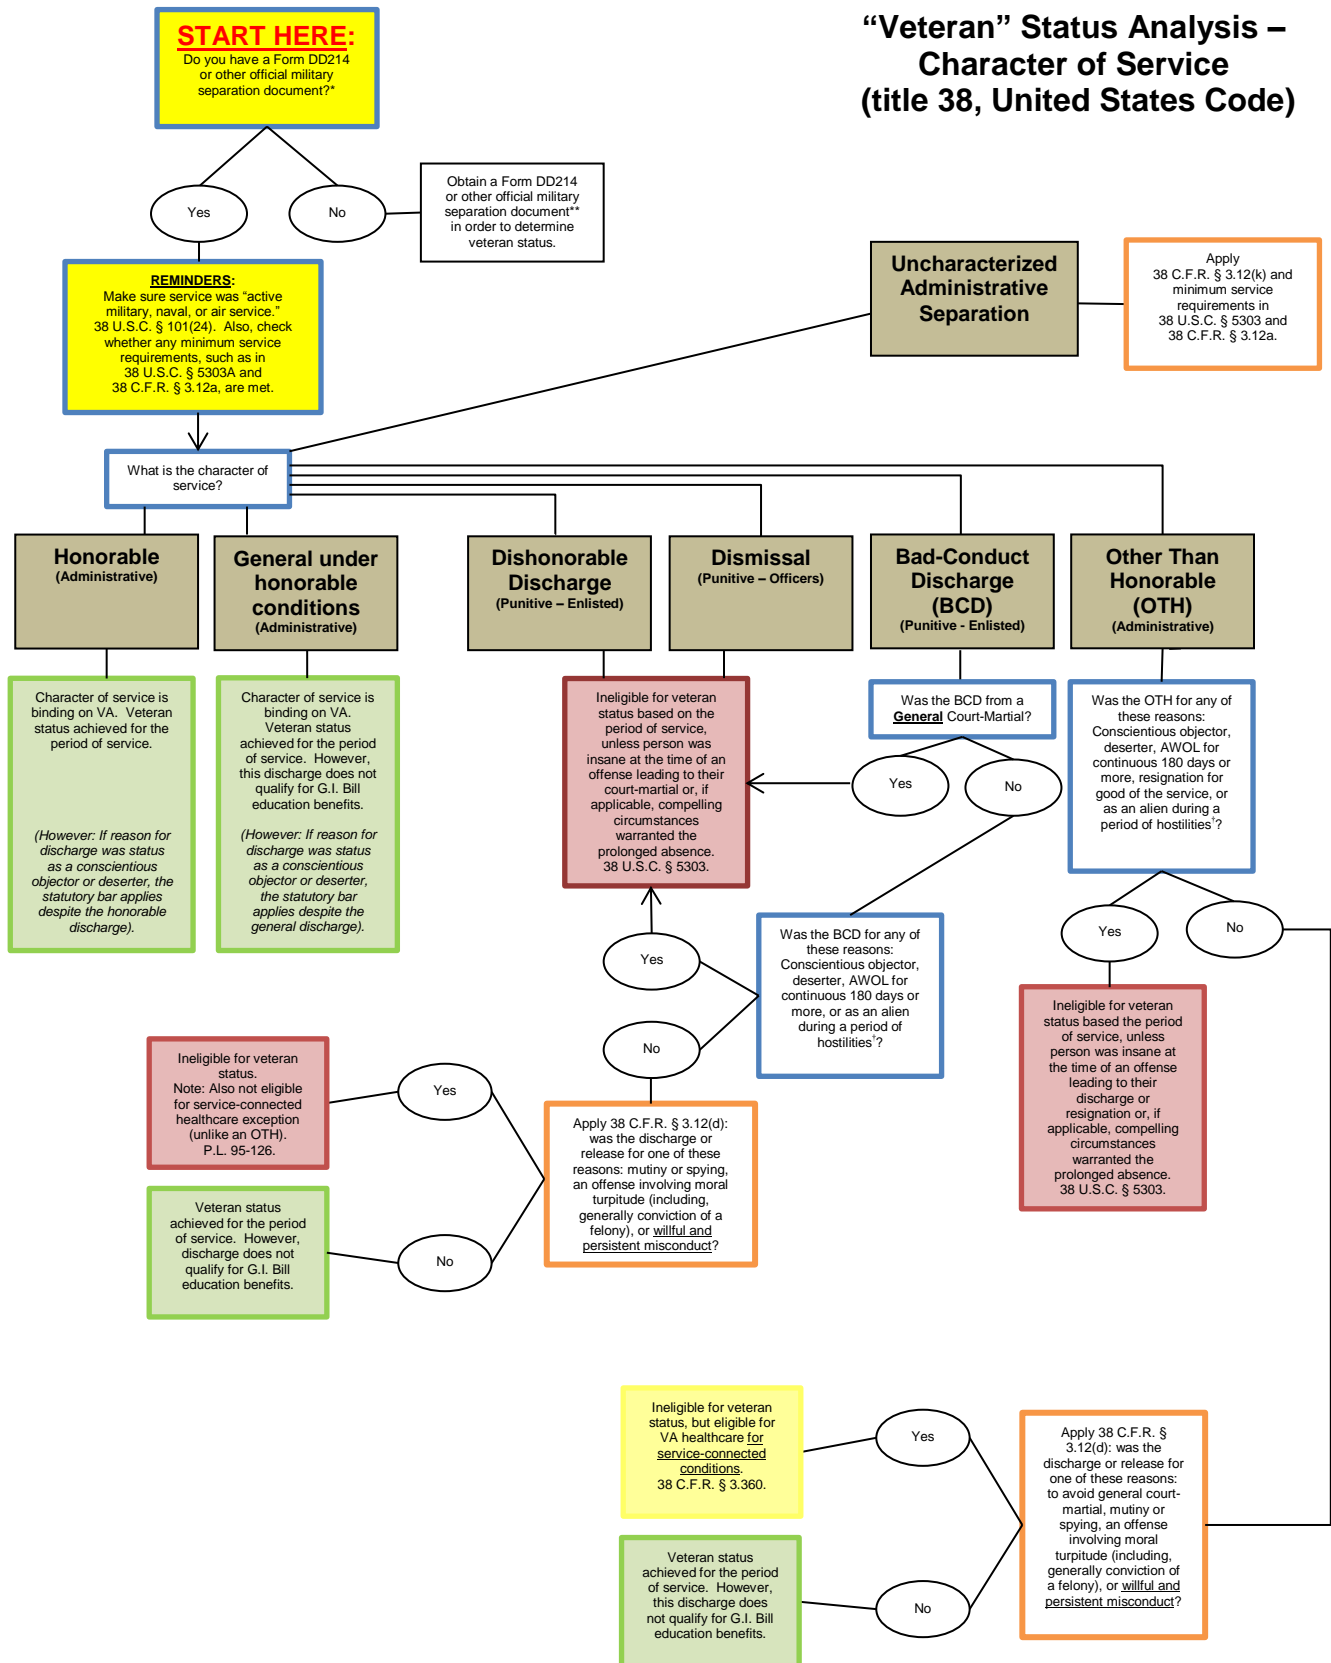 “Veteran” Status Analysis –
Character of Service
(title 38, United States Code)
START HERE:
Do you have a Form DD214
or other official military
separation document?*
Yes
No
Obtain a Form DD214
or other official military
separation document**
in order to determine
veteran status.
REMINDERS:
Make sure service was “active
military, naval, or air service.”
38 U.S.C. § 101(24). Also, check
whether any minimum service
requirements, such as in
38 U.S.C. § 5303A and
38 C.F.R. § 3.12a, are met.
Uncharacterized
Administrative
Separation
Apply
38 C.F.R. § 3.12(k) and
minimum service
requirements in
38 U.S.C. § 5303 and
38 C.F.R. § 3.12a.
What is the character of
service?
Honorable
(Administrative)
General under
honorable
conditions
(Administrative)
Dishonorable
Discharge
(Punitive – Enlisted)
Dismissal
(Punitive – Officers)
Bad-Conduct
Discharge
(BCD)
(Punitive - Enlisted)
Other Than
Honorable
(OTH)
(Administrative)
Character of service is
binding on VA. Veteran
status achieved for the
period of service.
(However: If reason for
discharge was status
as a conscientious
objector or deserter, the
statutory bar applies
despite the honorable
discharge).
Character of service is
binding on VA.
Veteran status
achieved for the period
of service. However,
this discharge does not
qualify for G.I. Bill
education benefits.
(However: If reason for
discharge was status
as a conscientious
objector or deserter,
the statutory bar
applies despite the
general discharge).
Ineligible for veteran
status based on the
period of service,
unless person was
insane at the time of an
offense leading to their
court-martial or, if
applicable, compelling
circumstances
warranted the
prolonged absence.
38 U.S.C. § 5303.
Was the BCD from a
General Court-Martial?
Yes
No
Was the OTH for any of
these reasons:
Conscientious objector,
deserter, AWOL for
continuous 180 days or
more, resignation for
good of the service, or
as an alien during a
period of hostilities†?
Yes
No
Was the BCD for any of
these reasons:
Conscientious objector,
deserter, AWOL for
continuous 180 days or
more, or as an alien
during a period of
hostilities†?
Yes
No
Ineligible for veteran
status based the period
of service, unless
person was insane at
the time of an offense
leading to their
discharge or
resignation or, if
applicable, compelling
circumstances
warranted the
prolonged absence.
38 U.S.C. § 5303.
Ineligible for veteran
status.
Note: Also not eligible
for service-connected
healthcare exception
(unlike an OTH).
P.L. 95-126.
Yes
Apply 38 C.F.R. § 3.12(d):
was the discharge or
release for one of these
reasons: mutiny or spying,
an offense involving moral
turpitude (including,
generally conviction of a
felony), or willful and
persistent misconduct?
Veteran status
achieved for the period
of service. However,
discharge does not
qualify for G.I. Bill
education benefits.
No
Ineligible for veteran
status, but eligible for
VA healthcare for
service-connected
conditions.
38 C.F.R. § 3.360.
Yes
Apply 38 C.F.R. §
3.12(d): was the
discharge or release for
one of these reasons:
to avoid general court-
martial, mutiny or
spying, an offense
involving moral
turpitude (including,
generally conviction of
a felony), or willful and
persistent misconduct?
Veteran status
achieved for the period
of service. However,
this discharge does
not qualify for G.I. Bill
education benefits.
No